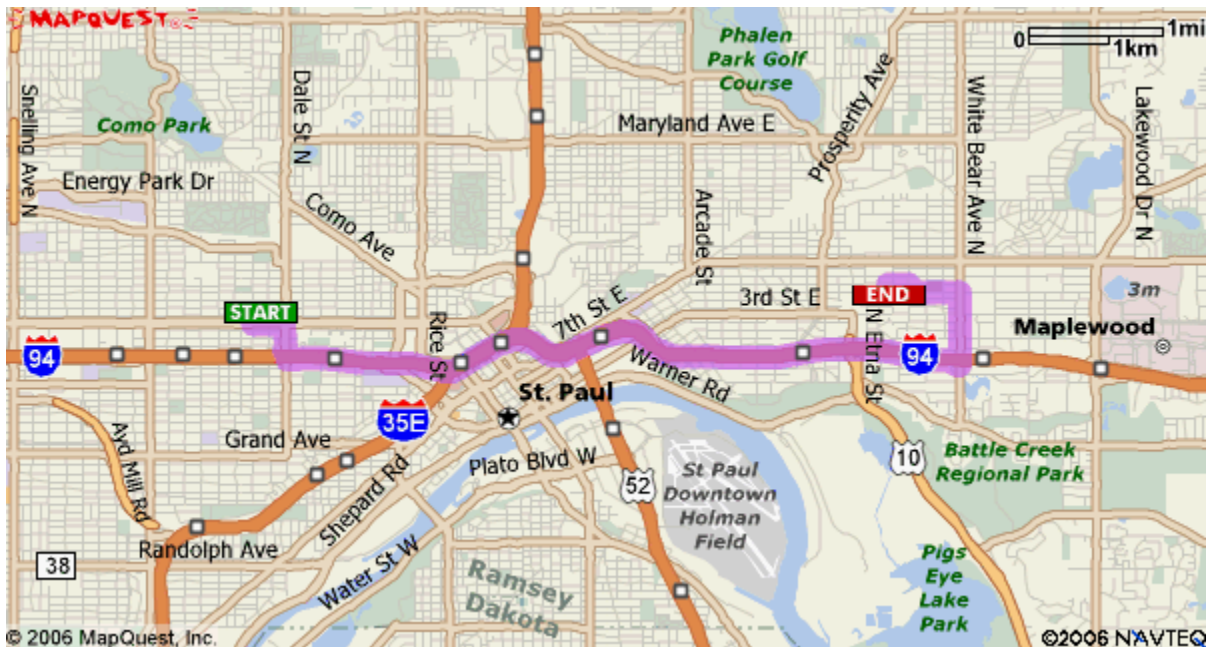 MAPQUEST
0
1mi
1km
Phalen
Park Golf
Course
Prosperity Ave
White Bear Ave N
Lakewood Dr N
Snelling Ave N
Como Park
Dale St N
Maryland Ave E
Energy Park Dr
Como Ave
Arcade St
START
Rice St
7th St E
3rd St E
END
N Etna St
3m
Maplewood
94
94
Warner Rd
St. Paul
35E
Grand Ave
Ayd Mill Rd
Shepard Rd
Plato Blvd W
52
St Paul
Downtown
Holman
Field
10
Battle Creek
Regional Park
Randolph Ave
38
Water St W
Ramsey
Dakota
Pigs
Eye
Lake
Park
© 2006 MapQuest, Inc.
©2006 NAVTEQ